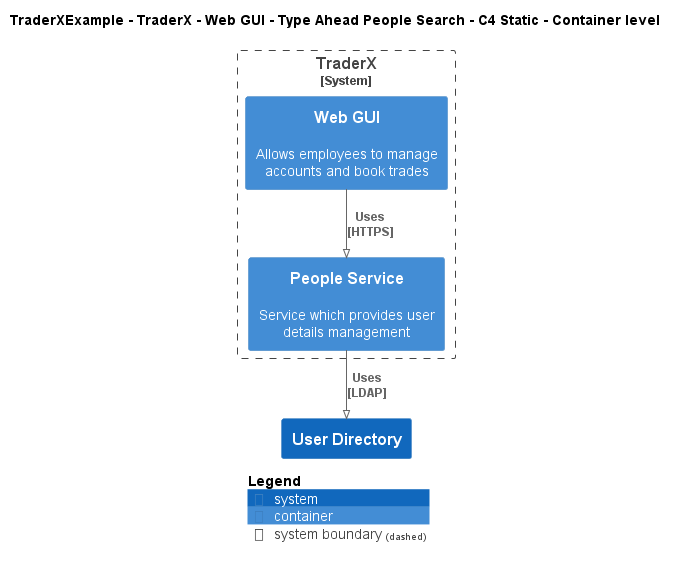 TraderXExample - TraderX - Web GUI - Type Ahead People Search - C4 Static - Container level
TraderX
[System]
Web GUI
Allows employees to manage
accounts and book trades
Uses
[HTTPS]
People Service
Service which provides user
details management
Uses
[LDAP]
User Directory
Legend
system
container
system boundary (dashed)